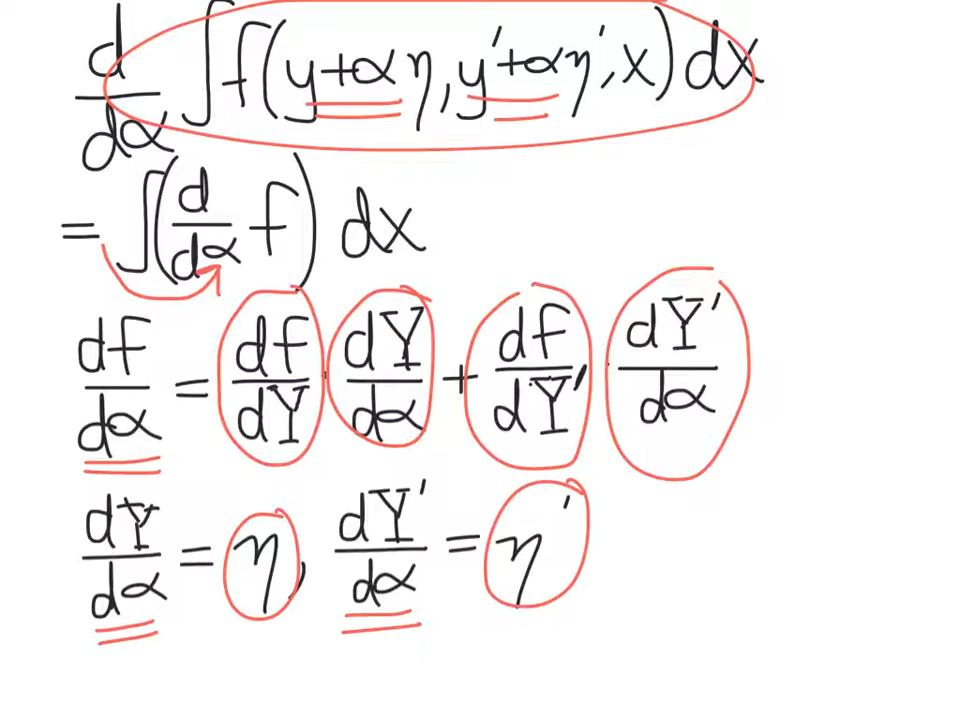 d/dα ∫f(y+αη, y'+αη', x)dx
= ∫(d/dα f) dx
df/dα = df/dY · dY/dα + df/dY' · dY'/dα
dY/dα = η, dY'/dα = η'